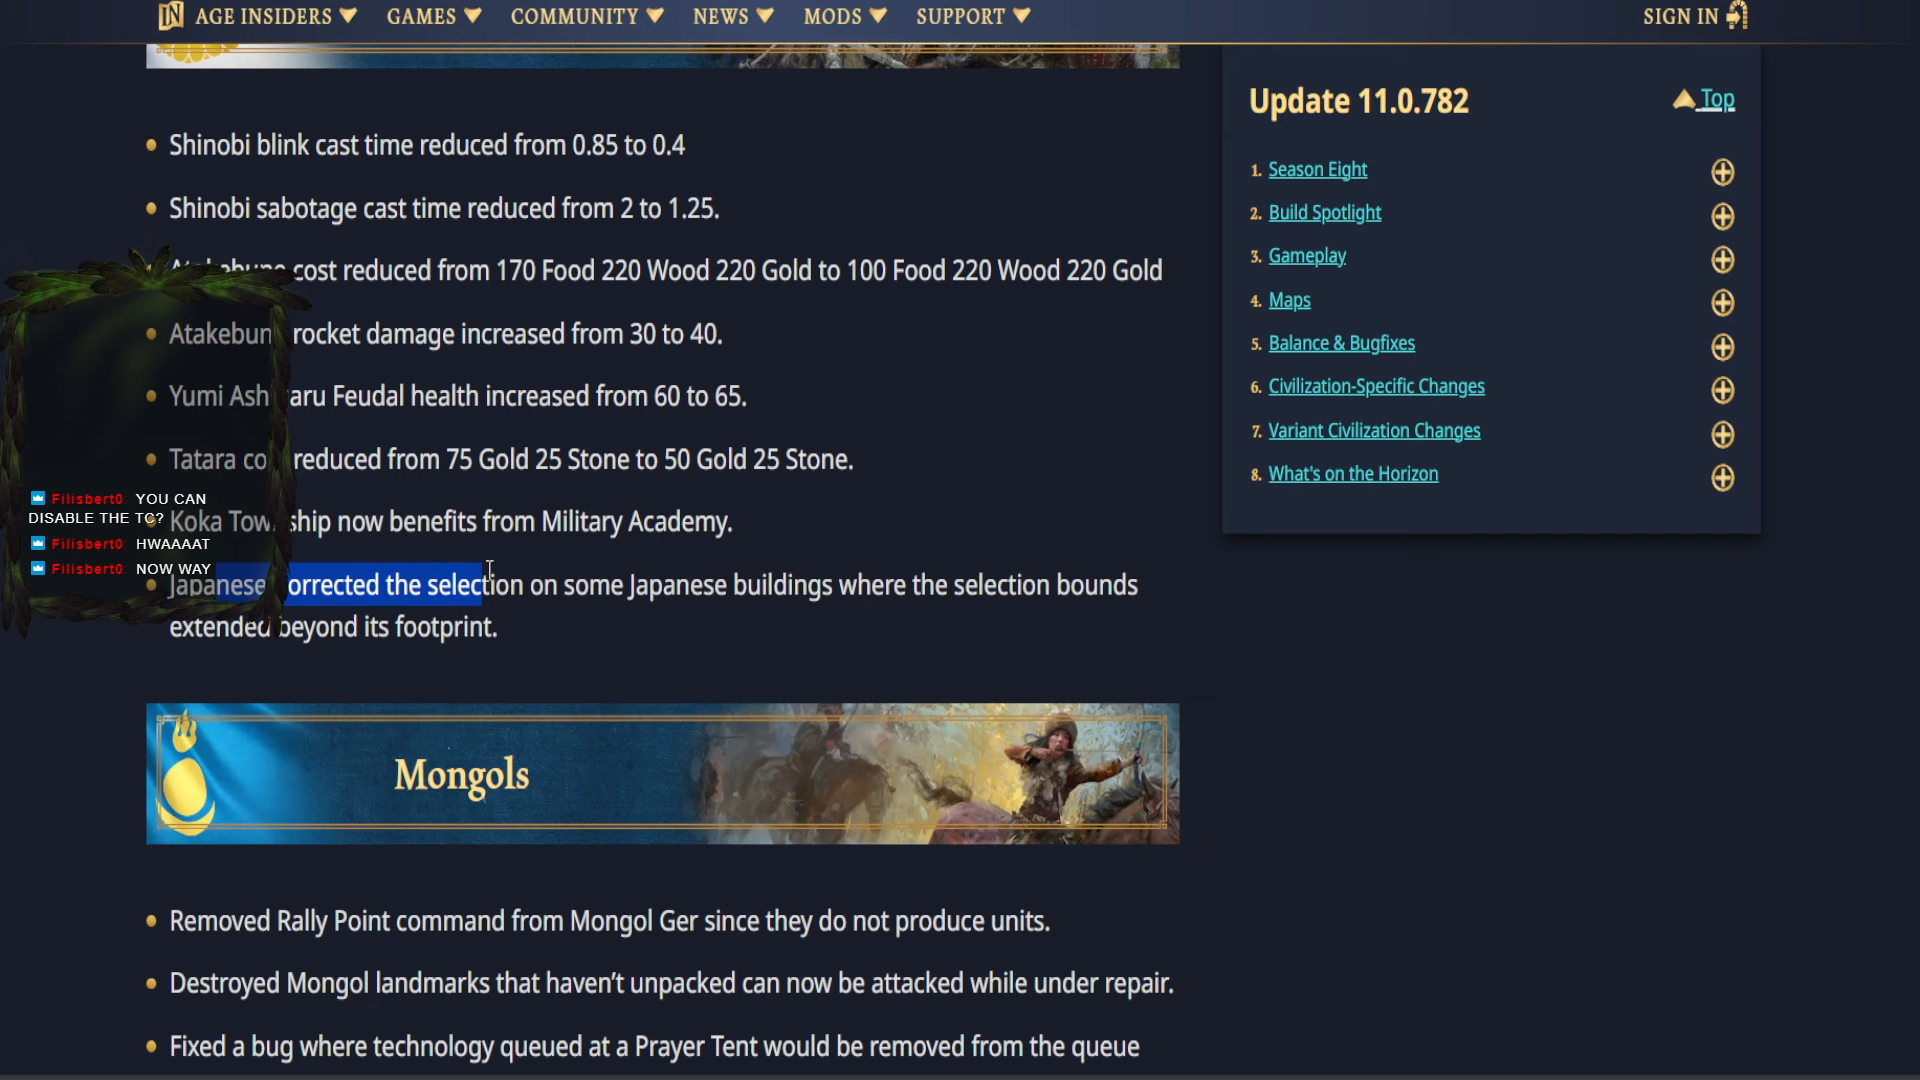 AGE INSIDERS GAMES COMMUNITY NEWS MODS SUPPORT SIGN IN
Shinobi blink cast time reduced from 0.85 to 0.4
Shinobi sabotage cast time reduced from 2 to 1.25.
Atakebune cost reduced from 170 Food 220 Wood 220 Gold to 100 Food 220 Wood 220 Gold
Atakebun rocket damage increased from 30 to 40.
Yumi Ashigaru Feudal health increased from 60 to 65.
Tatara co reduced from 75 Gold 25 Stone to 50 Gold 25 Stone.
Koka Township now benefits from Military Academy.
Japanese orrected the selection on some Japanese buildings where the selection bounds
extended beyond its footprint.
Filisbert0: YOU CAN
DISABLE THE TC?
Filisbert0: HWAAAAT
Filisbert0: NOW WAY
Mongols
Removed Rally Point command from Mongol Ger since they do not produce units.
Destroyed Mongol landmarks that haven't unpacked can now be attacked while under repair.
Fixed a bug where technology queued at a Prayer Tent would be removed from the queue
Update 11.0.782
Top
1. Season Eight
2. Build Spotlight
3. Gameplay
4. Maps
5. Balance & Bugfixes
6. Civilization-Specific Changes
7. Variant Civilization Changes
8. What's on the Horizon